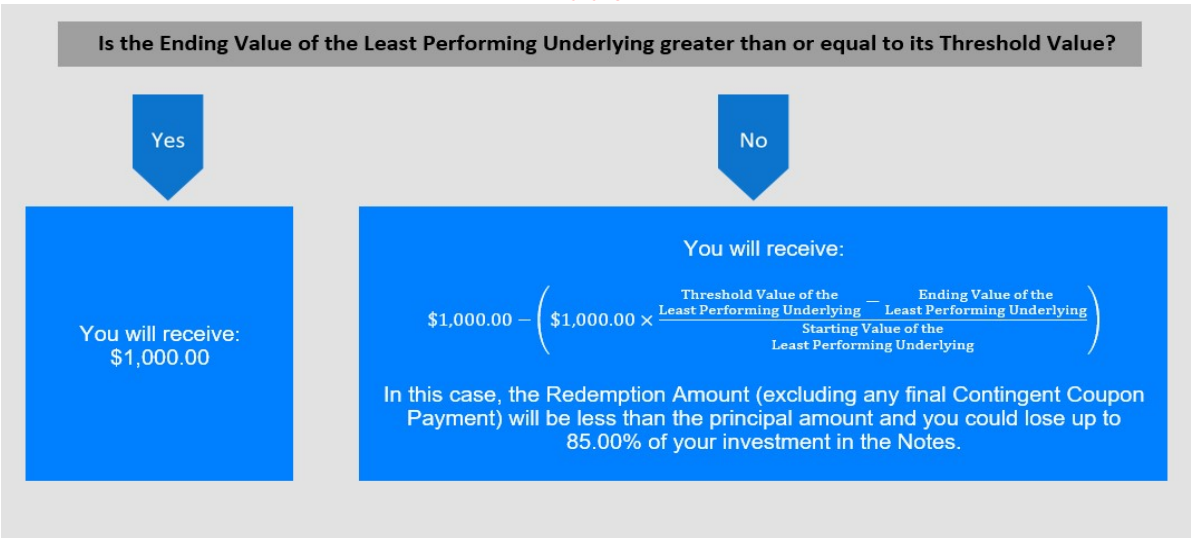 Is the Ending Value of the Least Performing Underlying greater than or equal to its Threshold Value?
Yes
No
You will receive:
$1,000.00
You will receive:
$1,000.00 − ( $1,000.00 × (Threshold Value of the Least Performing Underlying − Ending Value of the Least Performing Underlying) / Starting Value of the Least Performing Underlying )
In this case, the Redemption Amount (excluding any final Contingent Coupon
Payment) will be less than the principal amount and you could lose up to
85.00% of your investment in the Notes.